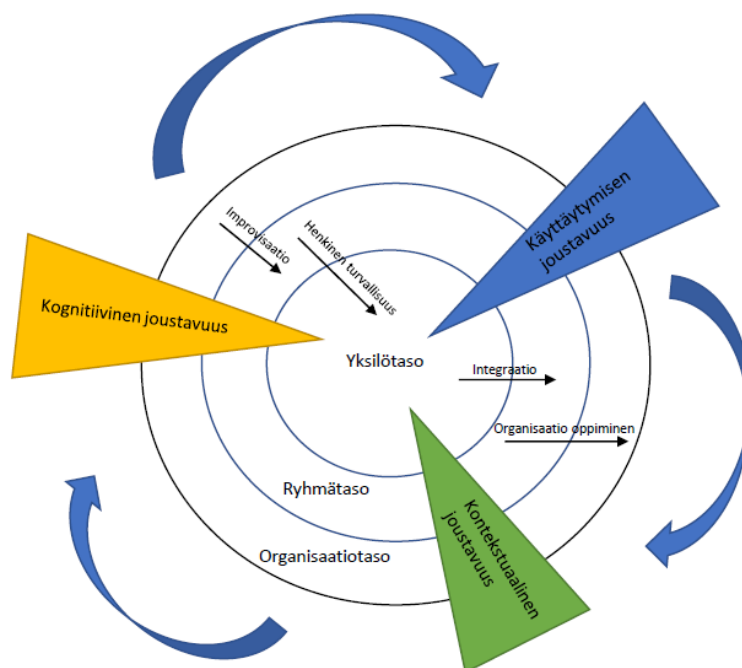 Improvisaatio
Henkinen turvallisuus
Käyttäytymisen
joustavuus
Kognitiivinen joustavuus
Yksilötaso
Integraatio
Organisaatio oppiminen
Ryhmätaso
Organisaatiotaso
Kontekstuaalinen
joustavuus